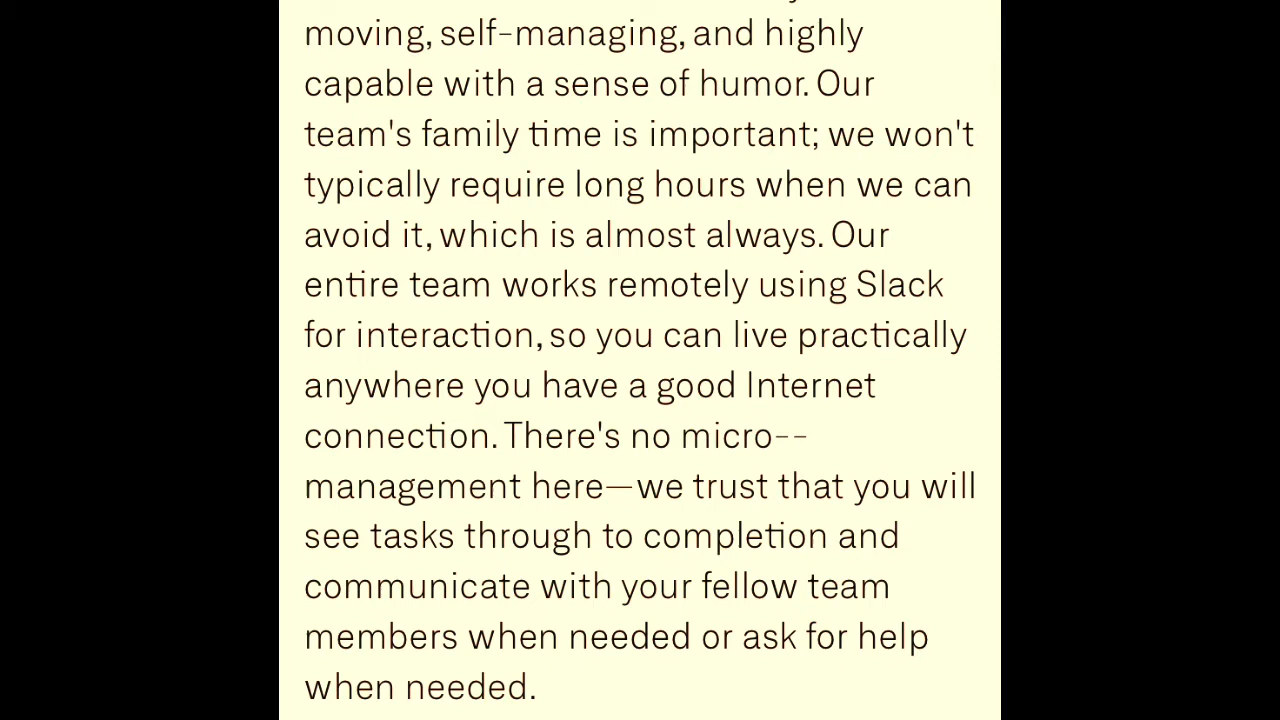 moving, self-managing, and highly
capable with a sense of humor. Our
team's family time is important; we won't
typically require long hours when we can
avoid it, which is almost always. Our
entire team works remotely using Slack
for interaction, so you can live practically
anywhere you have a good Internet
connection. There's no micro--
management here—we trust that you will
see tasks through to completion and
communicate with your fellow team
members when needed or ask for help
when needed.